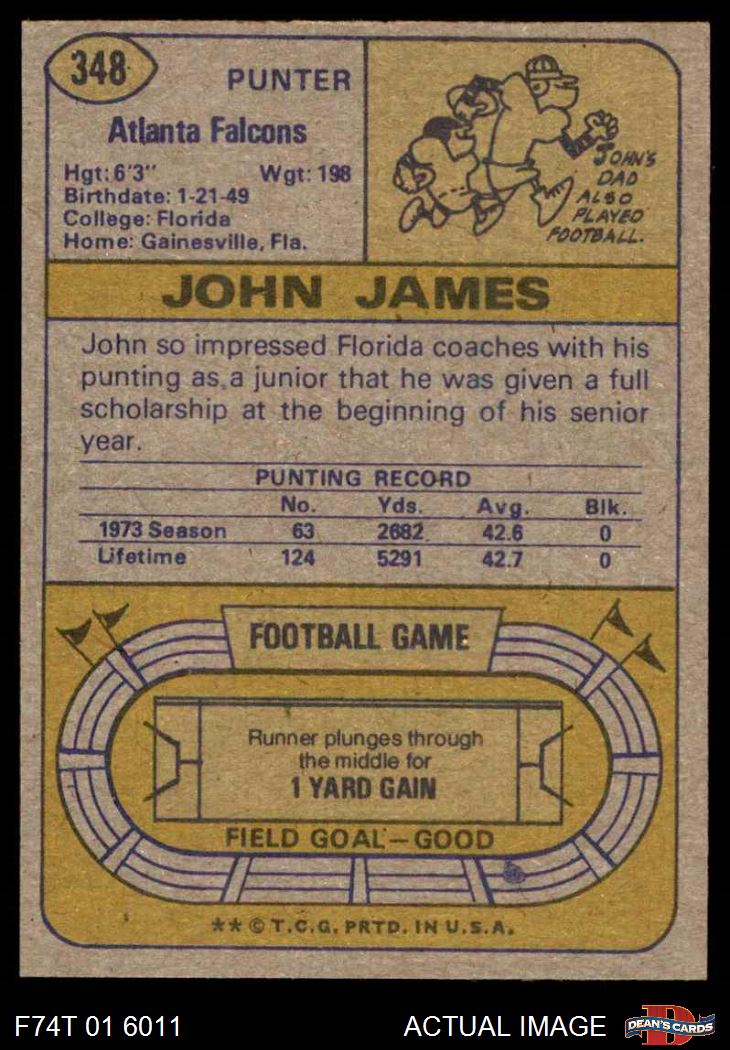 348
PUNTER
Atlanta Falcons
Hgt: 6'3" Wgt: 198
Birthdate: 1-21-49
College: Florida
Home: Gainesville, Fla.
JOHN'S
DAD
ALSO
PLAYED
FOOTBALL.
JOHN JAMES
John so impressed Florida coaches with his
punting as a junior that he was given a full
scholarship at the beginning of his senior
year.
PUNTING RECORD
No. Yds. Avg. Blk.
1973 Season 63 2682 42.6 0
Lifetime 124 5291 42.7 0
FOOTBALL GAME
Runner plunges through
the middle for
1 YARD GAIN
FIELD GOAL—GOOD
** © T.C.G. PRTD. IN U.S.A.
F74T 01 6011 ACTUAL IMAGE
D
DEAN'S CARDS